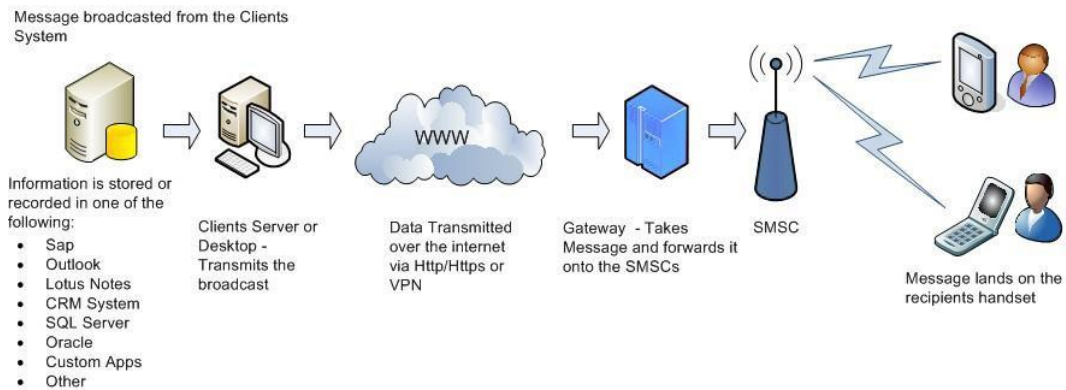 Message broadcasted from the Clients
System
WWW
Information is stored or
recorded in one of the
following:
• Sap
• Outlook
• Lotus Notes
• CRM System
• SQL Server
• Oracle
• Custom Apps
• Other
Clients Server or
Desktop -
Transmits the
broadcast
Data Transmitted
over the internet
via Http/Https or
VPN
Gateway - Takes
Message and forwards it
onto the SMSCs
SMSC
Message lands on the
recipients handset